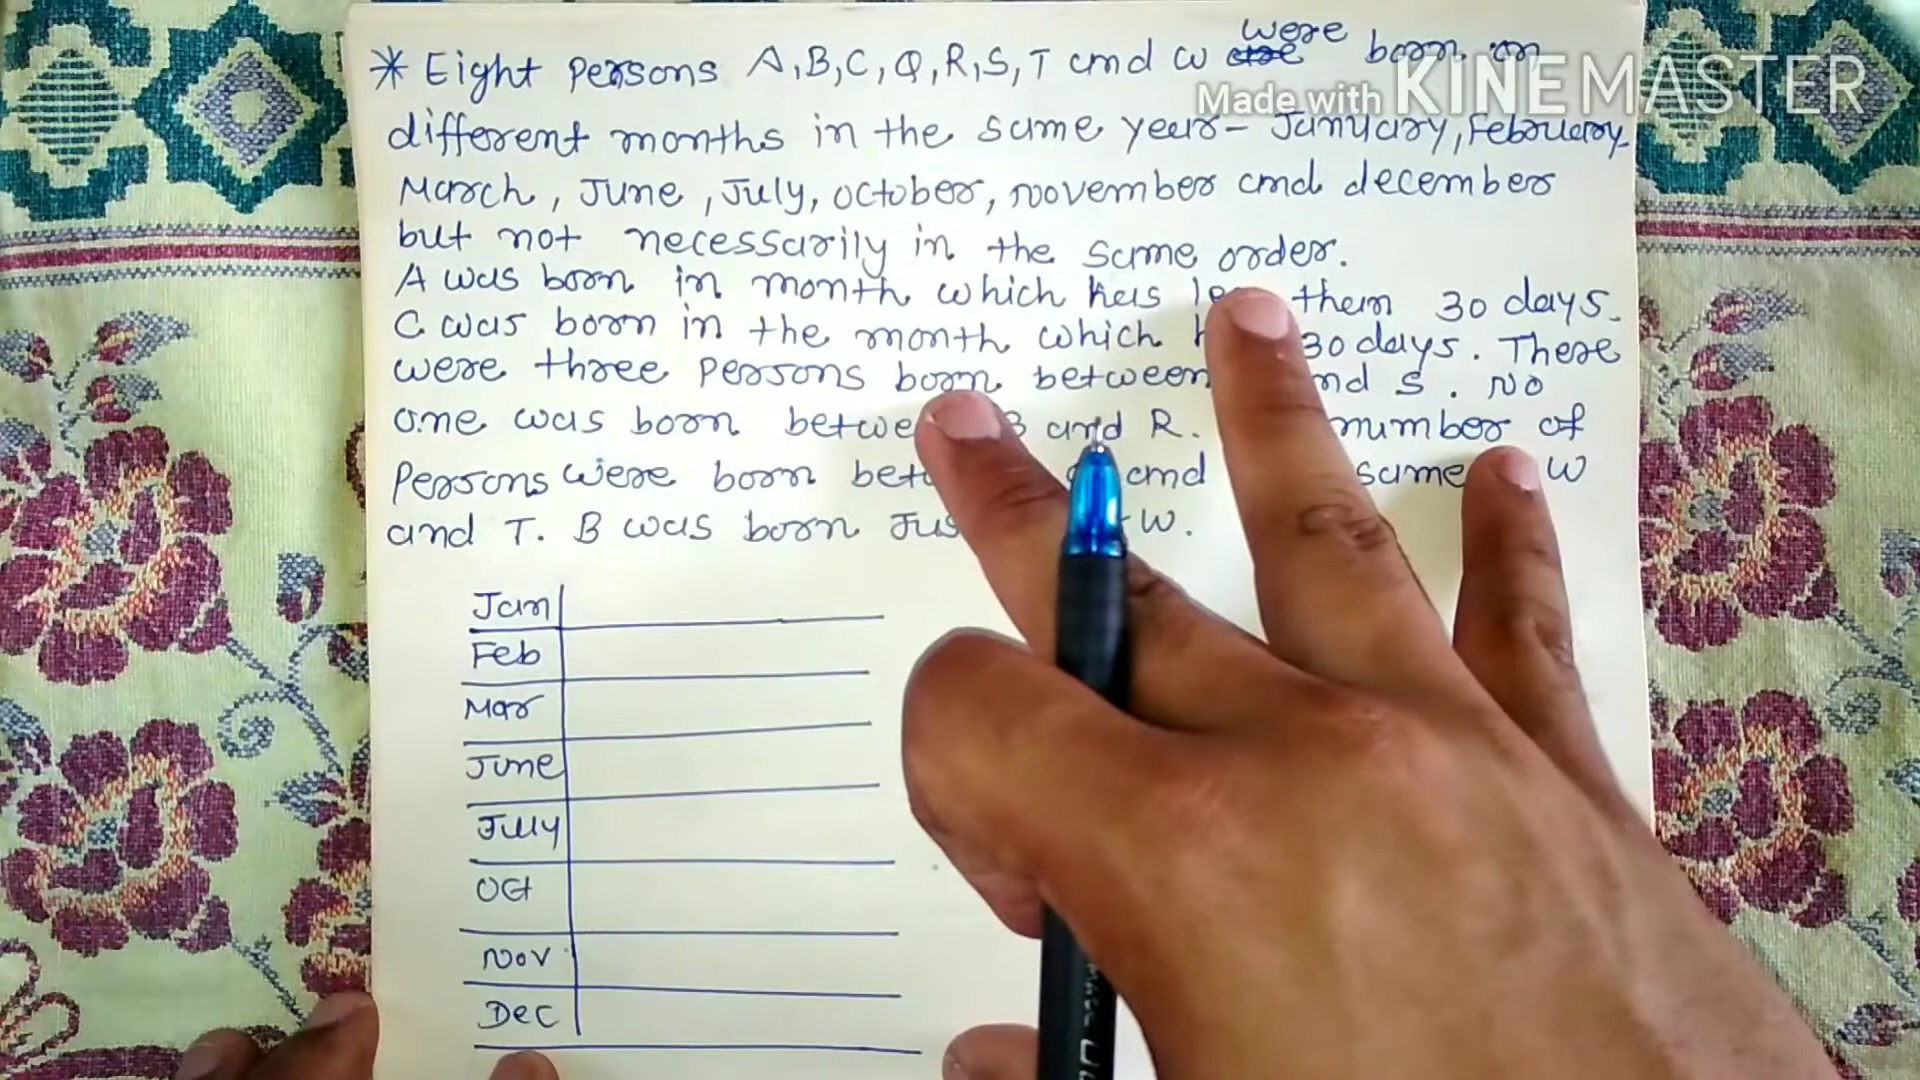 * Eight Persons A, B, C, Q, R, S, T and W were born on
Made with KINEMASTER
different months in the same year- January, February
March, June, July, october, november and december
but not necessarily in the same order.
A was born in month which has than 30 days.
C was born in the month which 30 days. There
were three Persons born between S. No
one was born B and R. number of
Persons were born and same W
and T. B was born W.
Jan
Feb
Mar
June
July
Oct
Nov
Dec